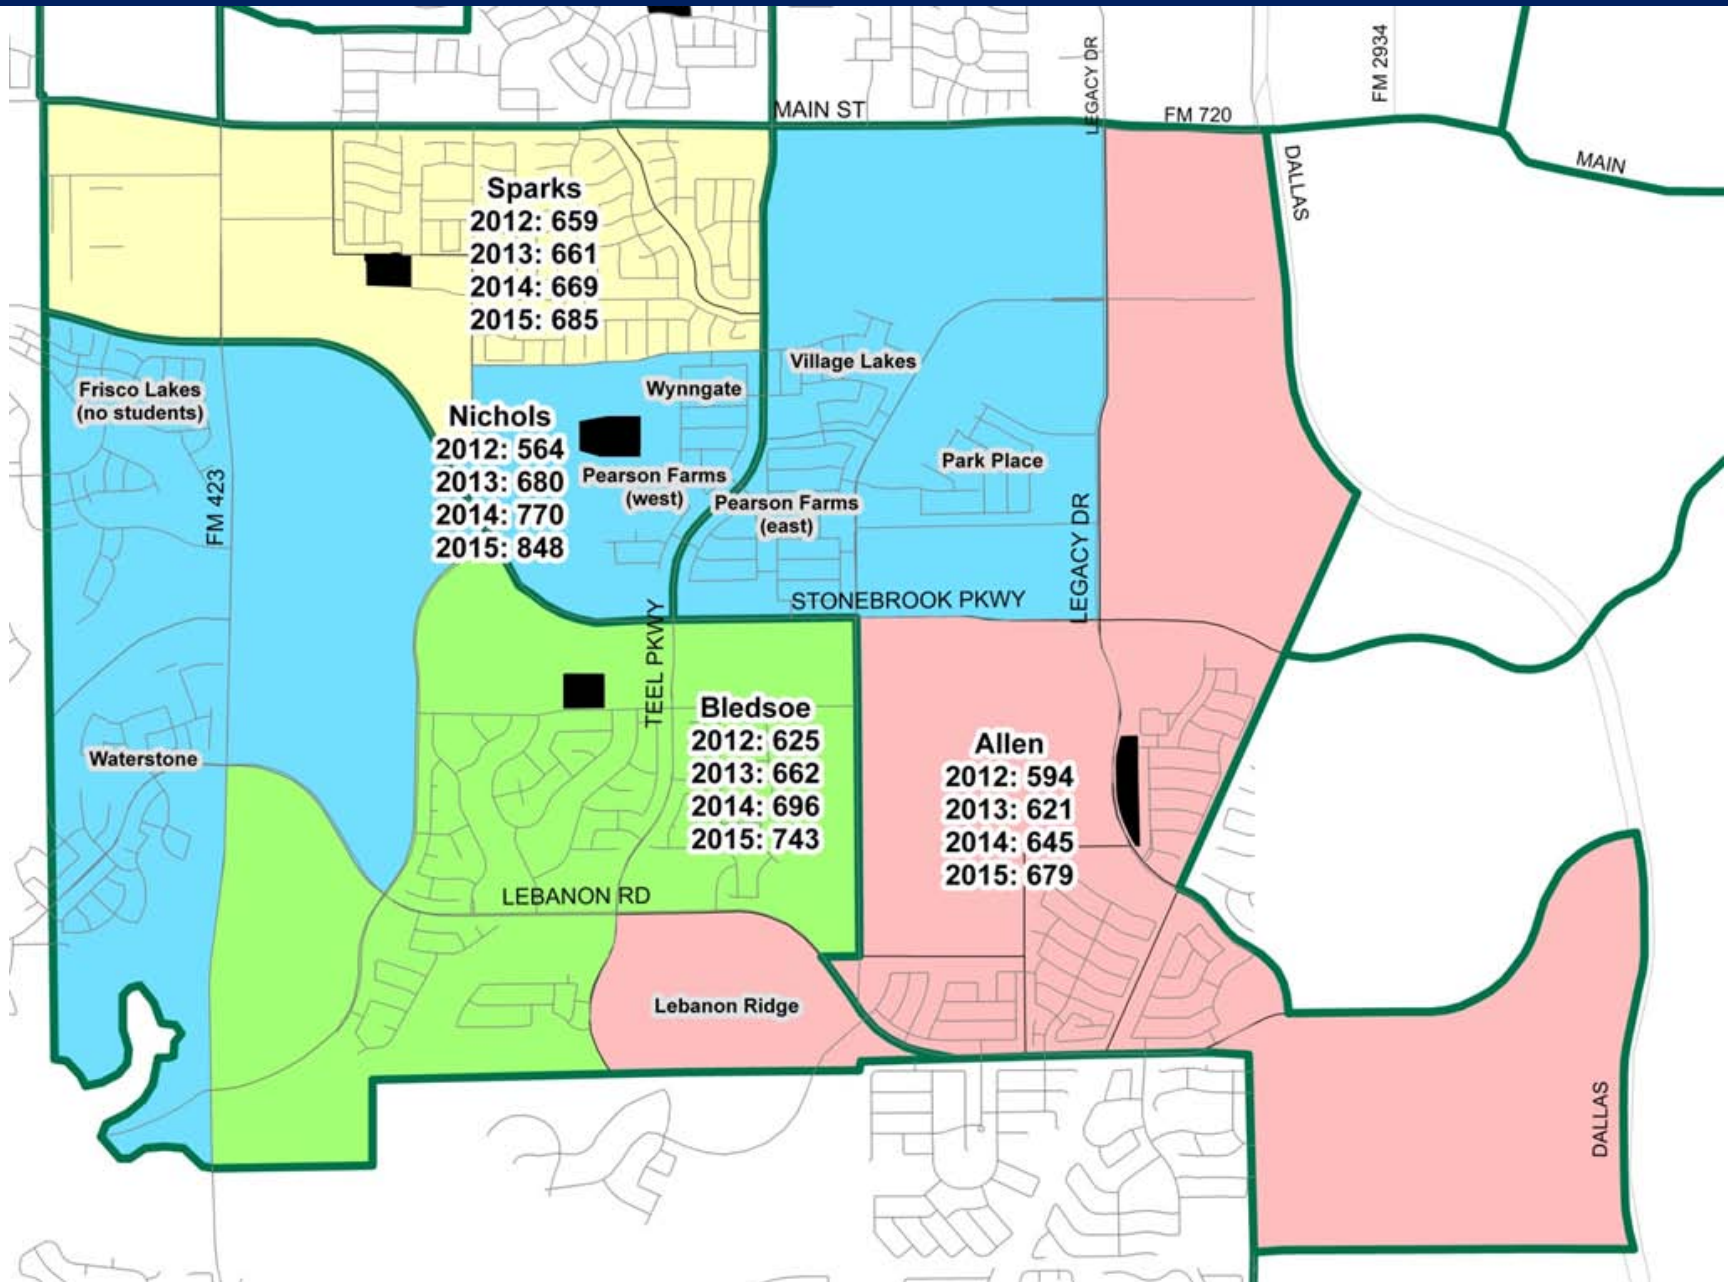 LEGACY DR
FM 2934
MAIN ST
FM 720
DALLAS
MAIN
Sparks
2012: 659
2013: 661
2014: 669
2015: 685
Village Lakes
Frisco Lakes
(no students)
Wynngate
Nichols
2012: 564
2013: 680
2014: 770
2015: 848
Pearson Farms
(west)
Park Place
Pearson Farms
(east)
FM 423
LEGACY DR
STONEBROOK PKWY
TEEL PKWY
Bledsoe
2012: 625
2013: 662
2014: 696
2015: 743
Waterstone
Allen
2012: 594
2013: 621
2014: 645
2015: 679
LEBANON RD
Lebanon Ridge
DALLAS